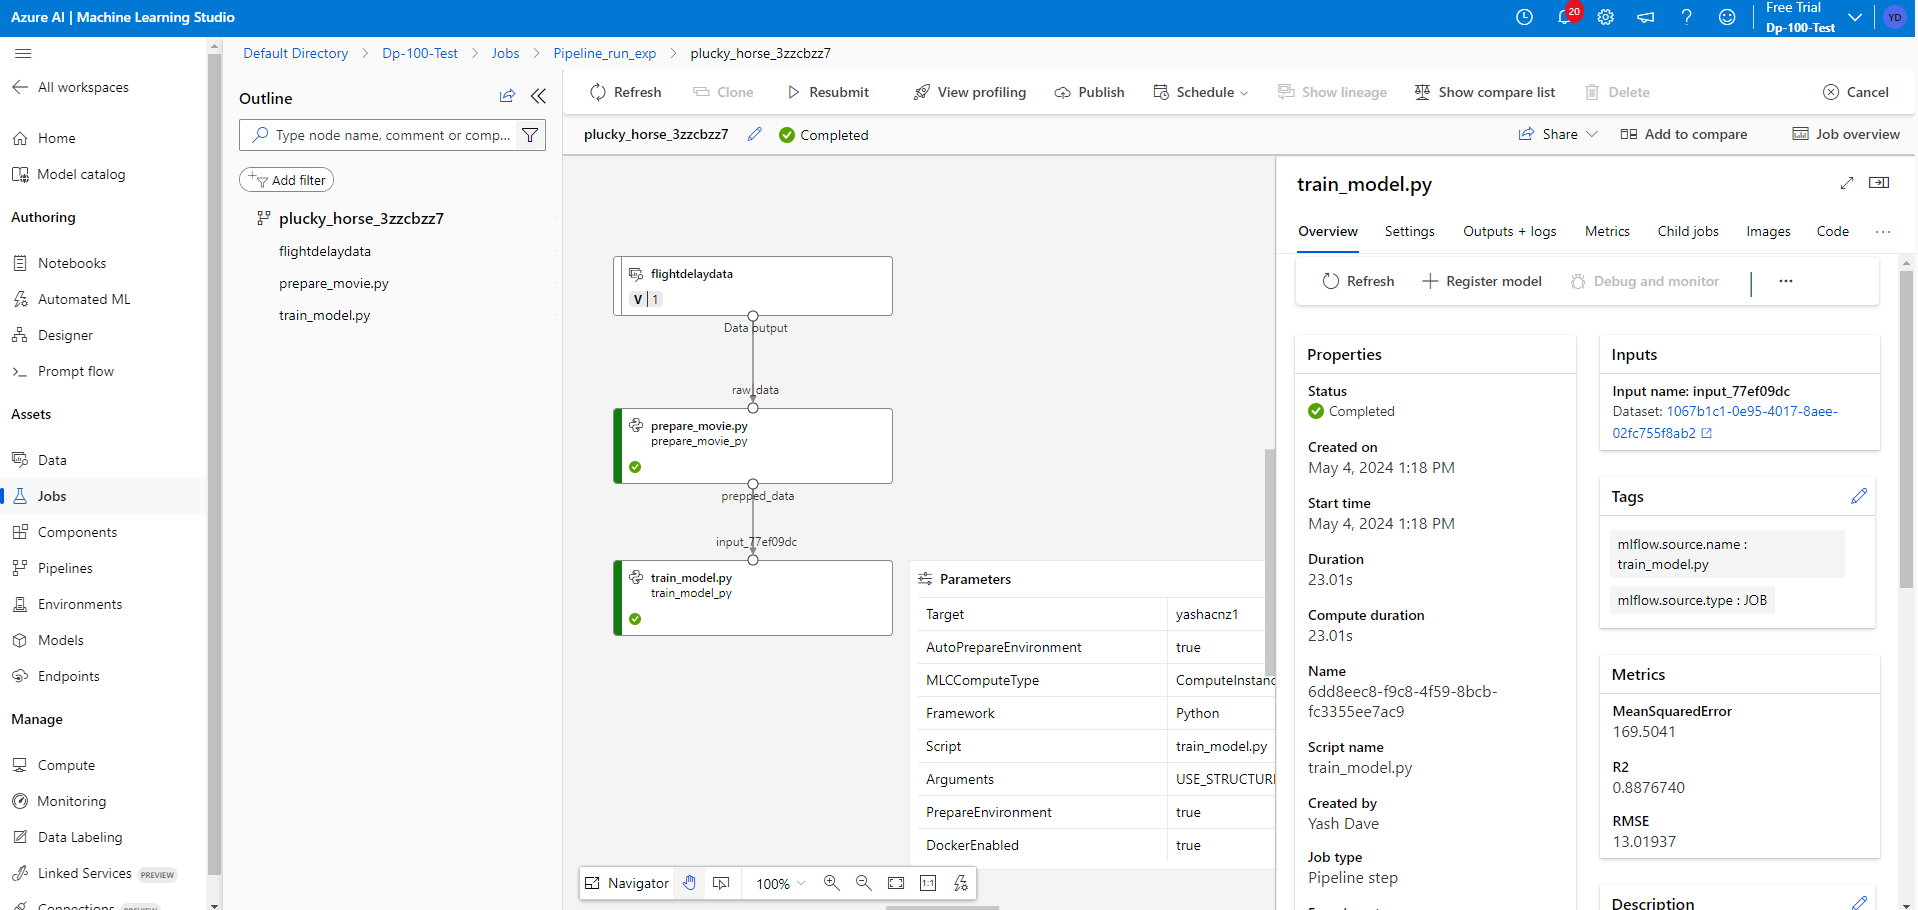 Azure AI | Machine Learning Studio
20
Free Trial
Dp-100-Test
YD
All workspaces
Home
Model catalog
Authoring
Notebooks
Automated ML
Designer
Prompt flow
Assets
Data
Jobs
Components
Pipelines
Environments
Models
Endpoints
Manage
Compute
Monitoring
Data Labeling
Linked Services PREVIEW
Connections PREVIEW
Default Directory > Dp-100-Test > Jobs > Pipeline_run_exp > plucky_horse_3zzcbzz7
Outline
Type node name, comment or comp...
Add filter
plucky_horse_3zzcbzz7
flightdelaydata
prepare_movie.py
train_model.py
Refresh Clone Resubmit View profiling Publish Schedule Show lineage Show compare list Delete Cancel
plucky_horse_3zzcbzz7 Completed Share Add to compare Job overview
flightdelaydata
V 1
Data output
raw_data
prepare_movie.py
prepare_movie_py
prepped_data
input_77ef09dc
train_model.py
train_model_py
Parameters
Target yashacnz1
AutoPrepareEnvironment true
MLCComputeType ComputeInstanc
Framework Python
Script train_model.py
Arguments USE_STRUCTURE
PrepareEnvironment true
DockerEnabled true
Navigator 100% 1:1
train_model.py
Overview Settings Outputs + logs Metrics Child jobs Images Code ...
Refresh Register model Debug and monitor ...
Properties
Status
Completed
Created on
May 4, 2024 1:18 PM
Start time
May 4, 2024 1:18 PM
Duration
23.01s
Compute duration
23.01s
Name
6dd8eec8-f9c8-4f59-8bcb-
fc3355ee7ac9
Script name
train_model.py
Created by
Yash Dave
Job type
Pipeline step
Inputs
Input name: input_77ef09dc
Dataset: 1067b1c1-0e95-4017-8aee-
02fc755f8ab2
Tags
mlflow.source.name :
train_model.py
mlflow.source.type : JOB
Metrics
MeanSquaredError
169.5041
R2
0.8876740
RMSE
13.01937
Description